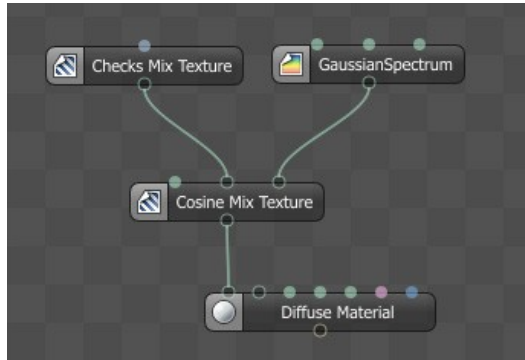 Checks Mix Texture
GaussianSpectrum
Cosine Mix Texture
Diffuse Material